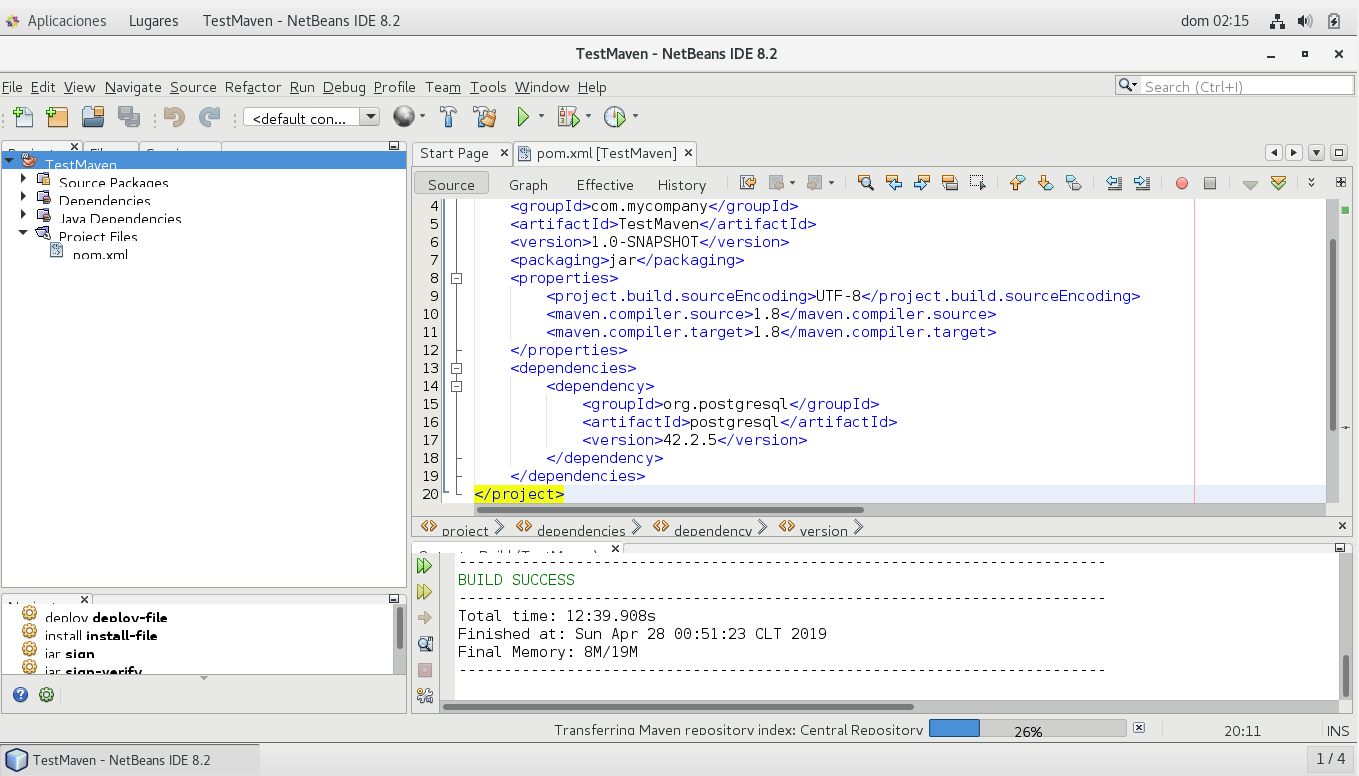 Aplicaciones Lugares TestMaven - NetBeans IDE 8.2 dom 02:15
TestMaven - NetBeans IDE 8.2
File Edit View Navigate Source Refactor Run Debug Profile Team Tools Window Help Search (Ctrl+I)
<default con...
Start Page pom.xml [TestMaven]
TestMaven
Source Packages
Dependencies
Java Dependencies
Project Files
pom.xml
Source Graph Effective History
4 <groupId>com.mycompany</groupId>
5 <artifactId>TestMaven</artifactId>
6 <version>1.0-SNAPSHOT</version>
7 <packaging>jar</packaging>
8 <properties>
9 <project.build.sourceEncoding>UTF-8</project.build.sourceEncoding>
10 <maven.compiler.source>1.8</maven.compiler.source>
11 <maven.compiler.target>1.8</maven.compiler.target>
12 </properties>
13 <dependencies>
14 <dependency>
15 <groupId>org.postgresql</groupId>
16 <artifactId>postgresql</artifactId>
17 <version>42.2.5</version>
18 </dependency>
19 </dependencies>
20 </project>
project dependencies dependency version
BUILD SUCCESS
Total time: 12:39.908s
Finished at: Sun Apr 28 00:51:23 CLT 2019
Final Memory: 8M/19M
deploy deploy-file
install install-file
jar sign
jar sign-verify
Transferring Maven repository index: Central Repository 26% 20:11 INS
TestMaven - NetBeans IDE 8.2 1 / 4